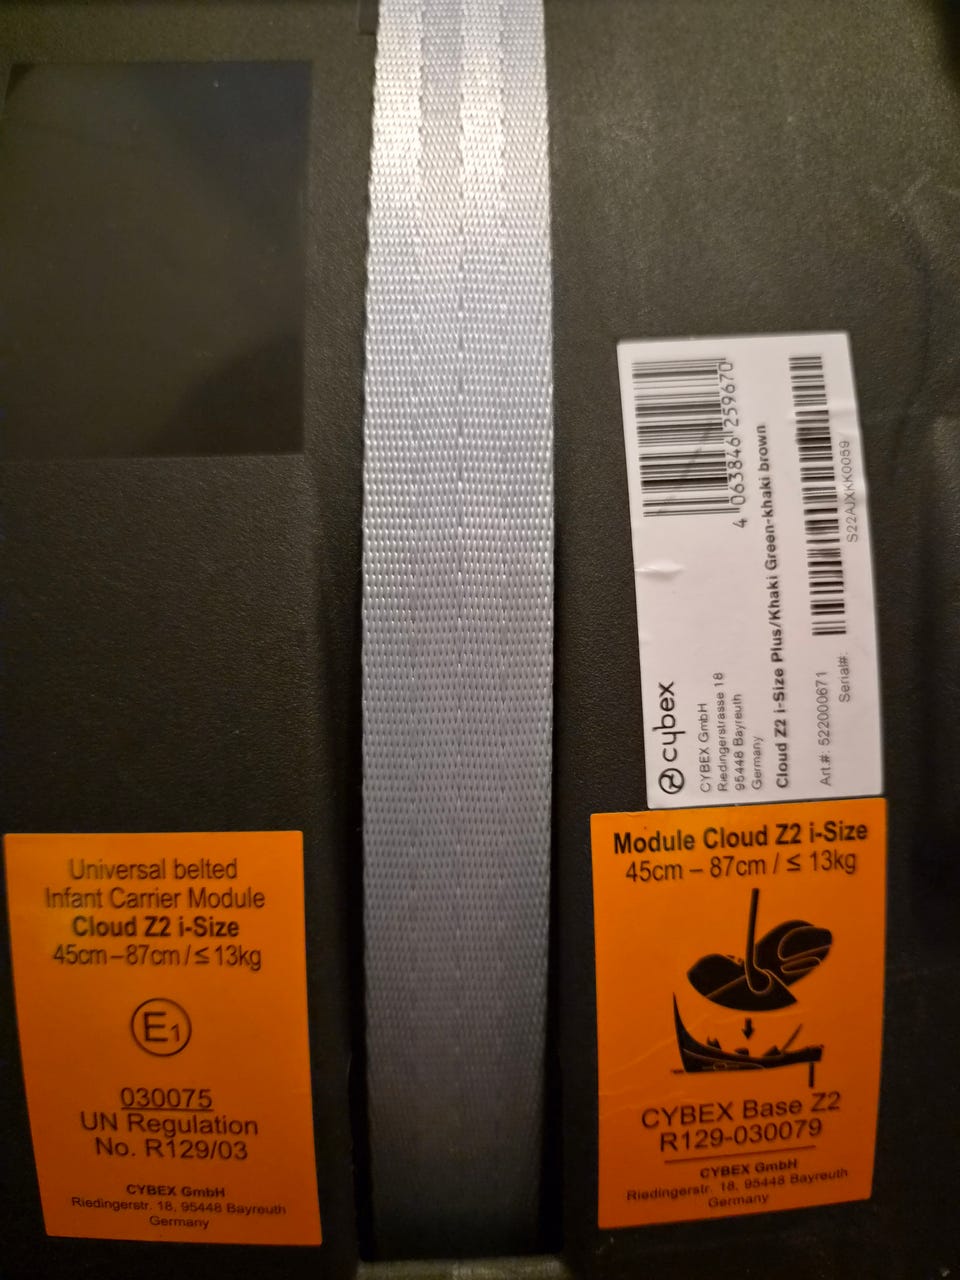 Universal belted
Infant Carrier Module
Cloud Z2 i-Size
45cm – 87cm / ≤ 13kg
E1
030075
UN Regulation
No. R129/03
CYBEX GmbH
Riedingerstr. 18, 95448 Bayreuth
Germany
4 063846 259670
cybex
CYBEX GmbH
Riedingerstrasse 18
95448 Bayreuth
Germany
Cloud Z2 i-Size Plus/Khaki Green-khaki brown
Art.#: 522000671
Serial#:
S22AJXKK0059
Module Cloud Z2 i-Size
45cm – 87cm / ≤ 13kg
CYBEX Base Z2
R129-030079
CYBEX GmbH
Riedingerstr. 18, 95448 Bayreuth
Germany